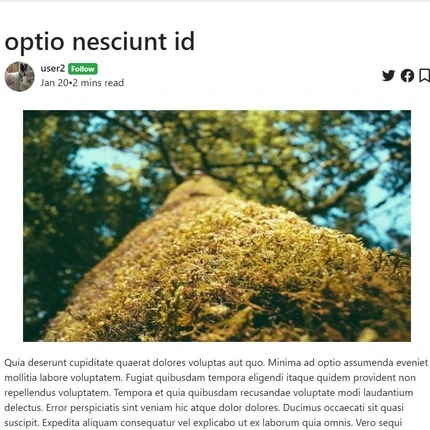 optio nesciunt id
user2 Follow
Jan 20•2 mins read
Quia deserunt cupiditate quaerat dolores voluptas aut quo. Minima ad optio assumenda eveniet
mollitia labore voluptatem. Fugiat quibusdam tempora eligendi itaque quidem provident non
repellendus voluptatem. Tempora et quia quibusdam recusandae voluptate modi laudantium
delectus. Error perspiciatis sint veniam hic atque dolor dolores. Ducimus occaecati sit quasi
suscipit. Expedita aliquam consequatur vel explicabo ut ex laborum quia omnis. Vero sequi